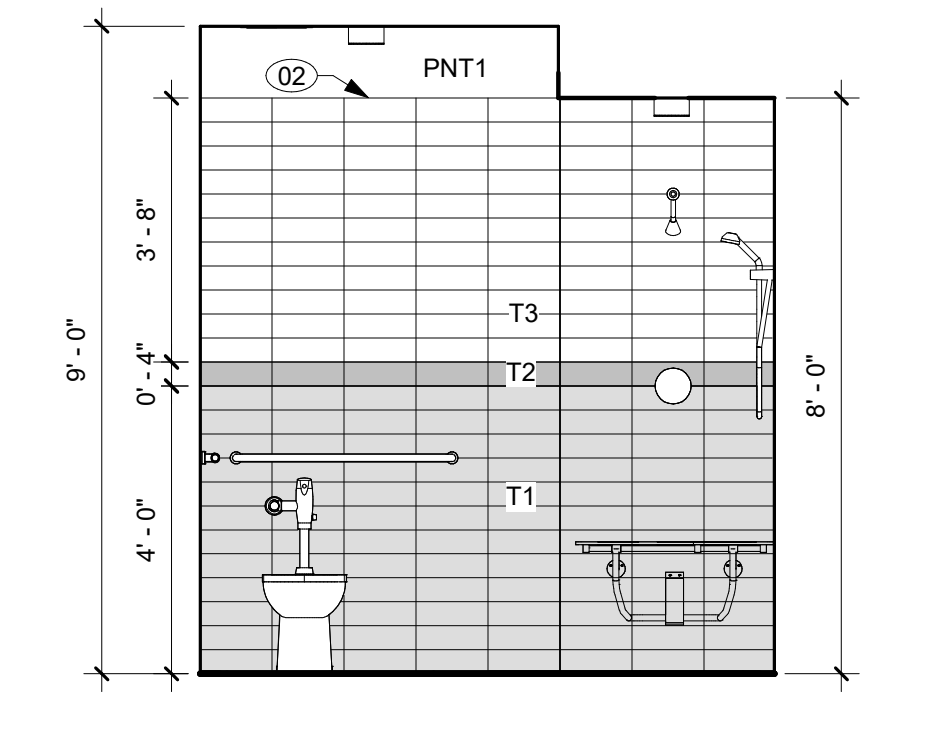 02
PNT1
3' - 8"
T3
9' - 0"
0' - 4"
T2
8' - 0"
T1
4' - 0"